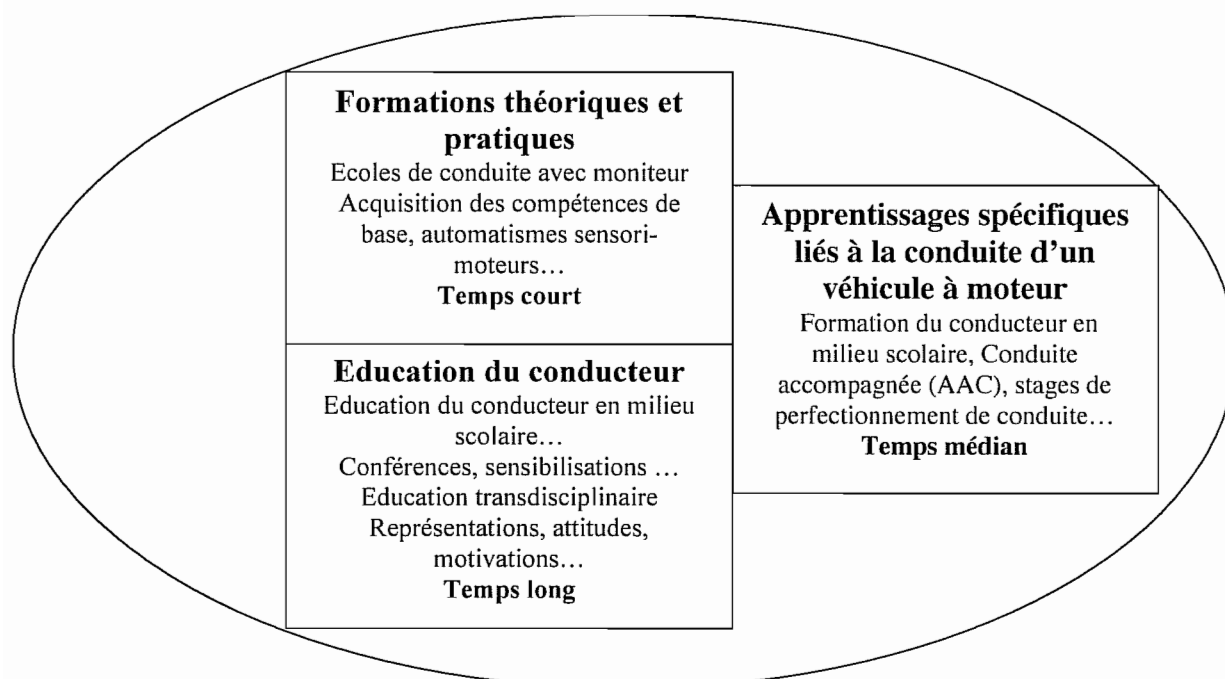 Formations théoriques et
pratiques
Ecoles de conduite avec moniteur
Acquisition des compétences de
base, automatismes sensori-
moteurs…
Temps court
Education du conducteur
Education du conducteur en milieu
scolaire…
Conférences, sensibilisations …
Education transdisciplinaire
Représentations, attitudes,
motivations…
Temps long
Apprentissages spécifiques
liés à la conduite d’un
véhicule à moteur
Formation du conducteur en
milieu scolaire, Conduite
accompagnée (AAC), stages de
perfectionnement de conduite…
Temps médian